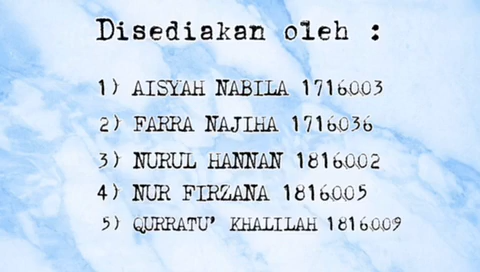 Disediakan oleh :
1) AISYAH NABILA 1716003
2) FARRA NAJIHA 1716036
3) NURUL HANNAN 1816002
4) NUR FIRZANA 1816005
5) QURRATU' KHALILAH 1816009